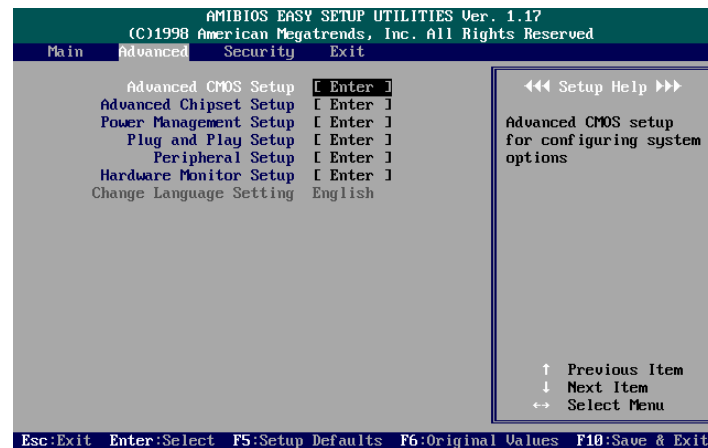 AMIBIOS EASY SETUP UTILITIES Ver. 1.17
(C)1998 American Megatrends, Inc. All Rights Reserved
Main Advanced Security Exit
Advanced CMOS Setup [ Enter ]
Advanced Chipset Setup [ Enter ]
Power Management Setup [ Enter ]
Plug and Play Setup [ Enter ]
Peripheral Setup [ Enter ]
Hardware Monitor Setup [ Enter ]
Change Language Setting English
Setup Help
Advanced CMOS setup
for configuring system
options
↑ Previous Item
↓ Next Item
↔ Select Menu
Esc:Exit Enter:Select F5:Setup Defaults F6:Original Values F10:Save & Exit